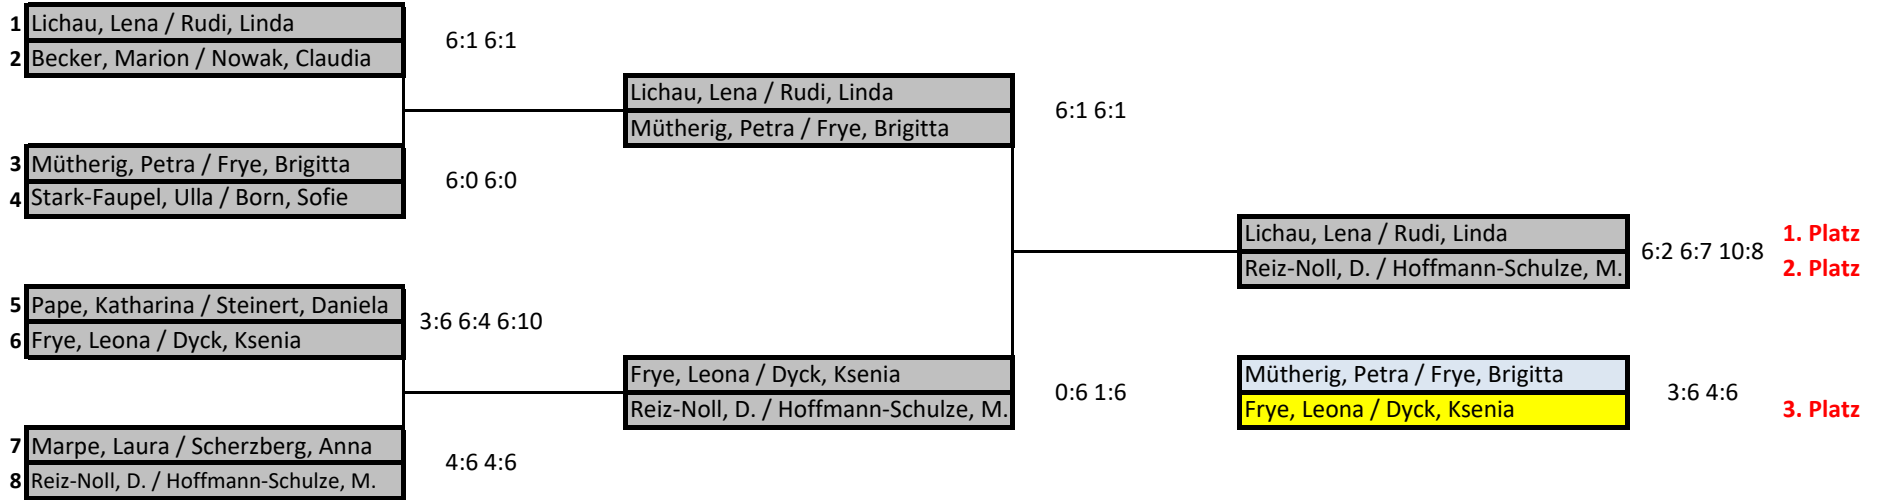 1 Lichau, Lena / Rudi, Linda
2 Becker, Marion / Nowak, Claudia
6:1 6:1
3 Mütherig, Petra / Frye, Brigitta
4 Stark-Faupel, Ulla / Born, Sofie
6:0 6:0
5 Pape, Katharina / Steinert, Daniela
6 Frye, Leona / Dyck, Ksenia
3:6 6:4 6:10
7 Marpe, Laura / Scherzberg, Anna
8 Reiz-Noll, D. / Hoffmann-Schulze, M.
4:6 4:6
Lichau, Lena / Rudi, Linda
Mütherig, Petra / Frye, Brigitta
6:1 6:1
Frye, Leona / Dyck, Ksenia
Reiz-Noll, D. / Hoffmann-Schulze, M.
0:6 1:6
Lichau, Lena / Rudi, Linda
Reiz-Noll, D. / Hoffmann-Schulze, M.
6:2 6:7 10:8
1. Platz
2. Platz
Mütherig, Petra / Frye, Brigitta
Frye, Leona / Dyck, Ksenia
3:6 4:6
3. Platz